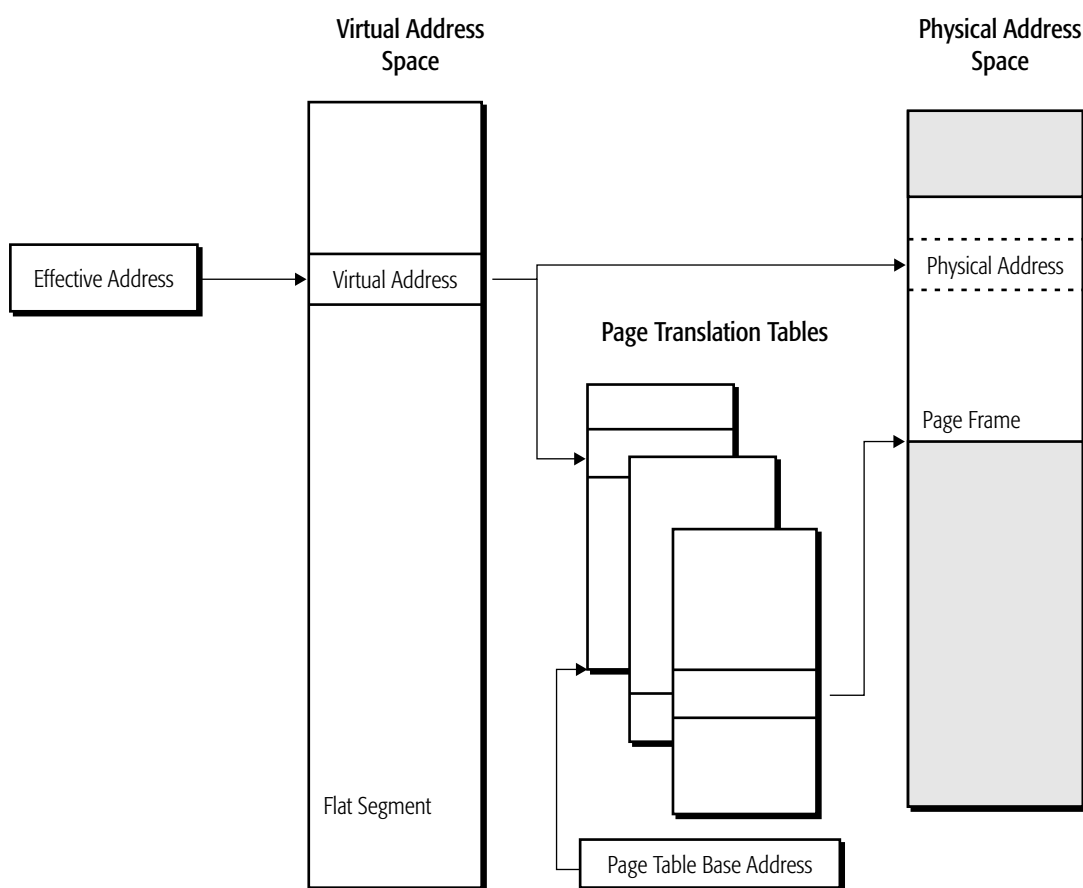 Virtual Address
Space
Physical Address
Space
Effective Address
Virtual Address
Physical Address
Page Translation Tables
Page Frame
Flat Segment
Page Table Base Address